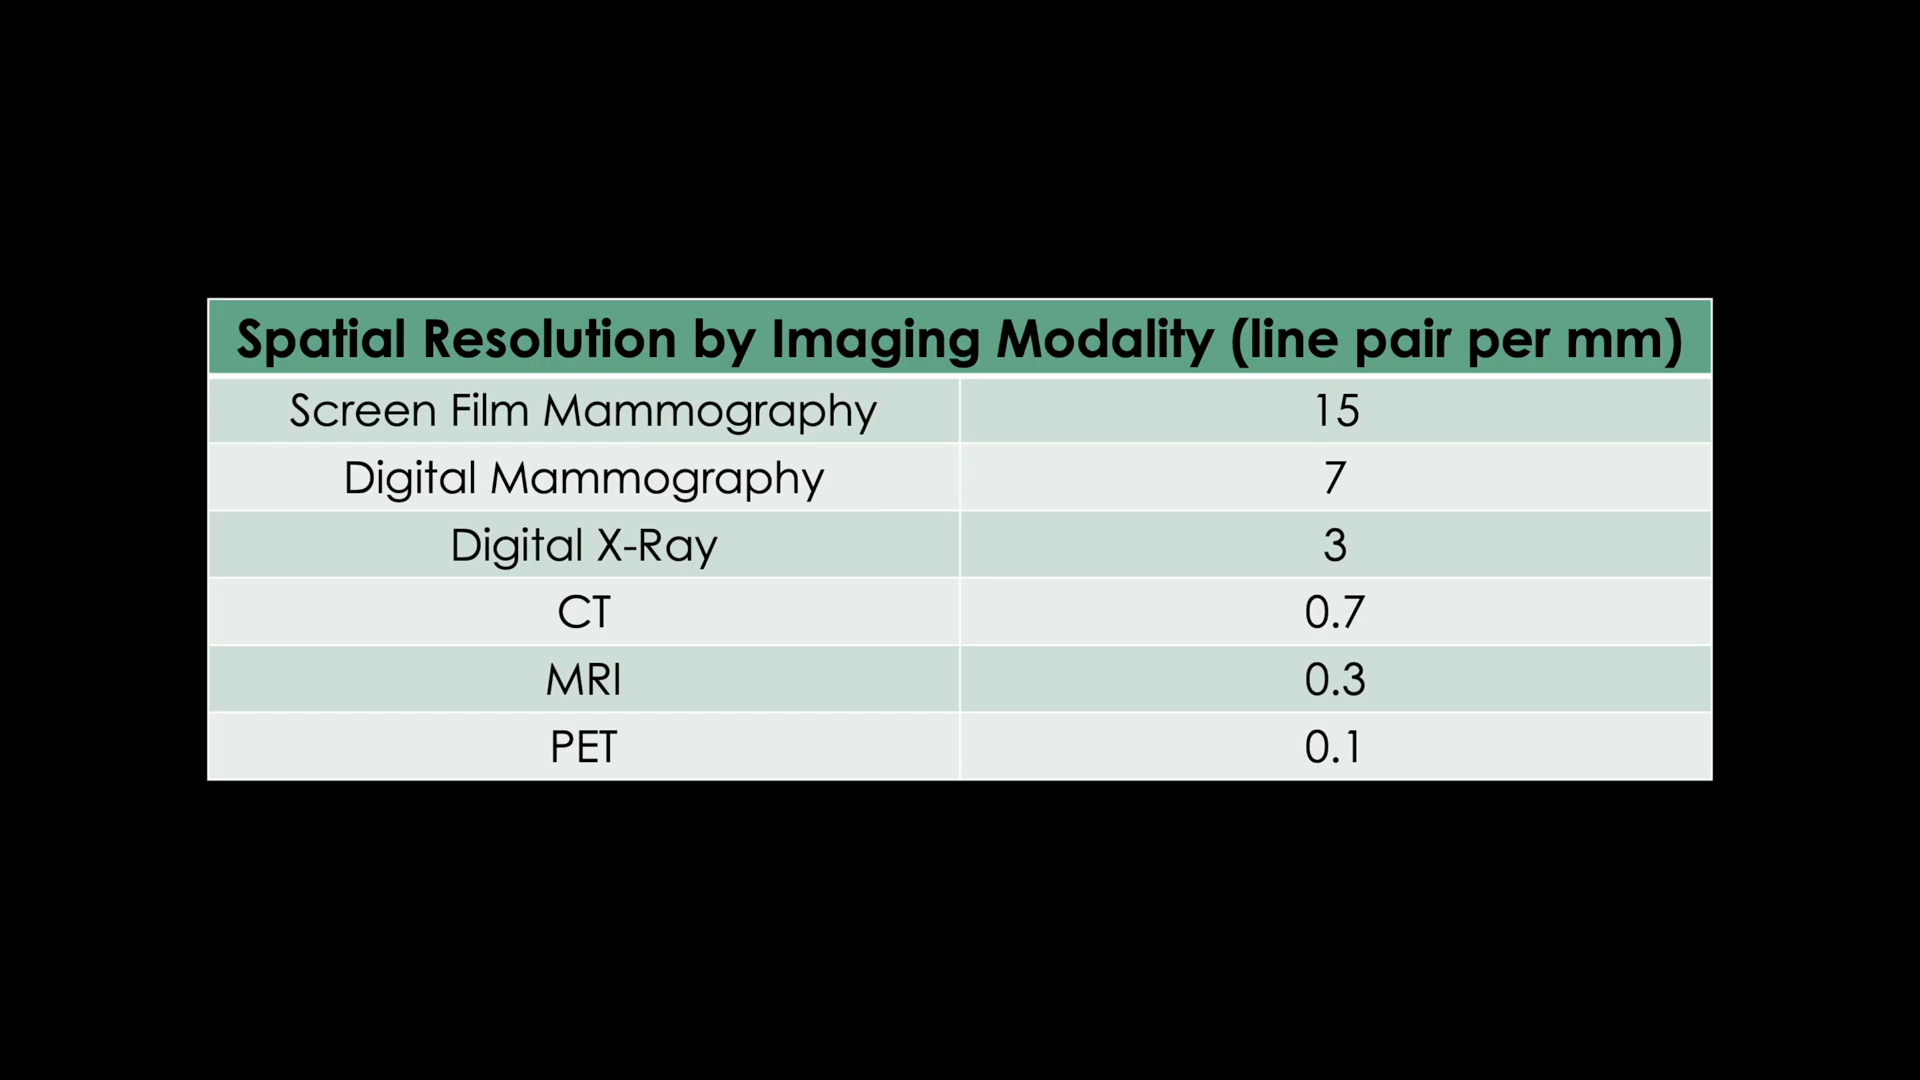 Spatial Resolution by Imaging Modality (line pair per mm)
Screen Film Mammography 15
Digital Mammography 7
Digital X-Ray 3
CT 0.7
MRI 0.3
PET 0.1